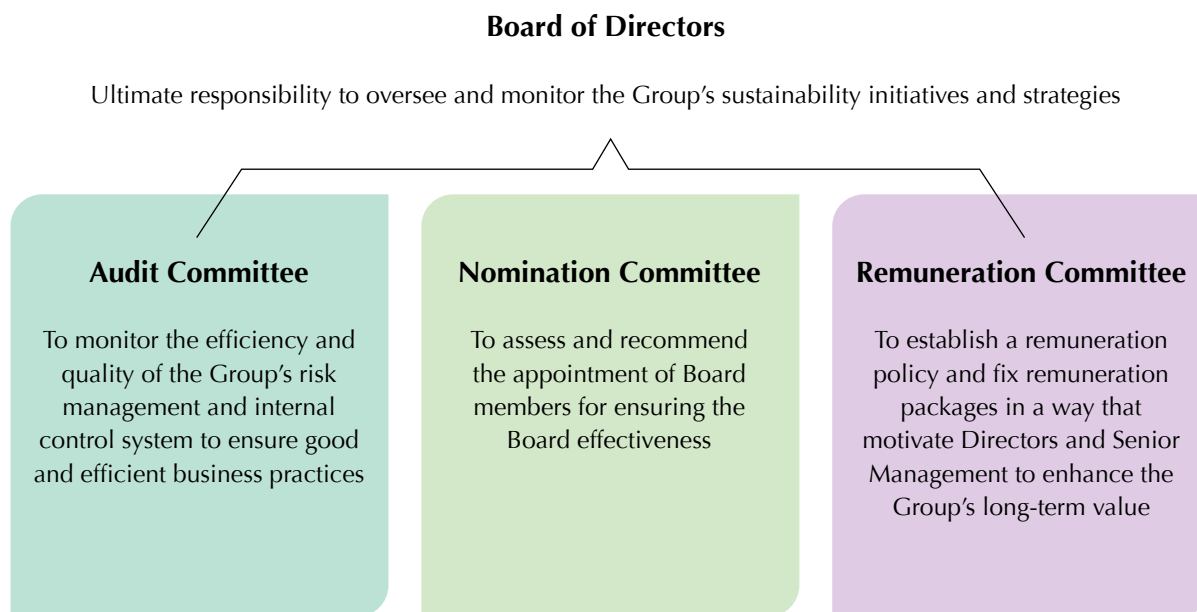 Board of Directors
Ultimate responsibility to oversee and monitor the Group’s sustainability initiatives and strategies
Audit Committee
To monitor the efficiency and
quality of the Group’s risk
management and internal
control system to ensure good
and efficient business practices
Nomination Committee
To assess and recommend
the appointment of Board
members for ensuring the
Board effectiveness
Remuneration Committee
To establish a remuneration
policy and fix remuneration
packages in a way that
motivate Directors and Senior
Management to enhance the
Group’s long-term value